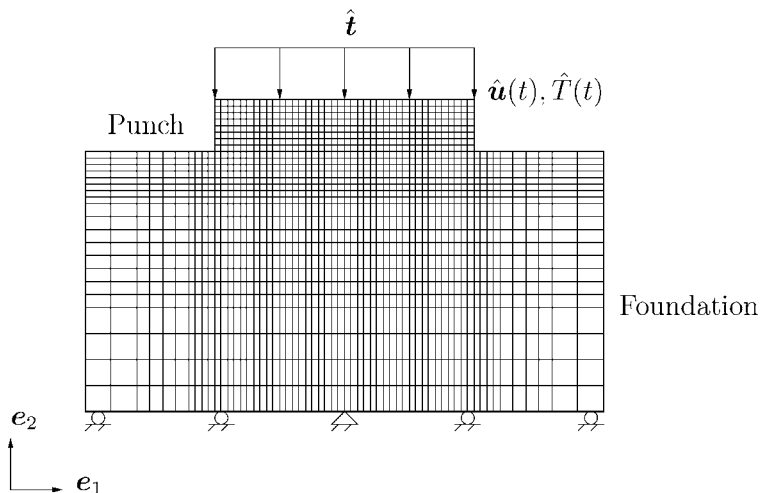 t̂
û(t), T̂(t)
Punch
Foundation
e₂
e₁